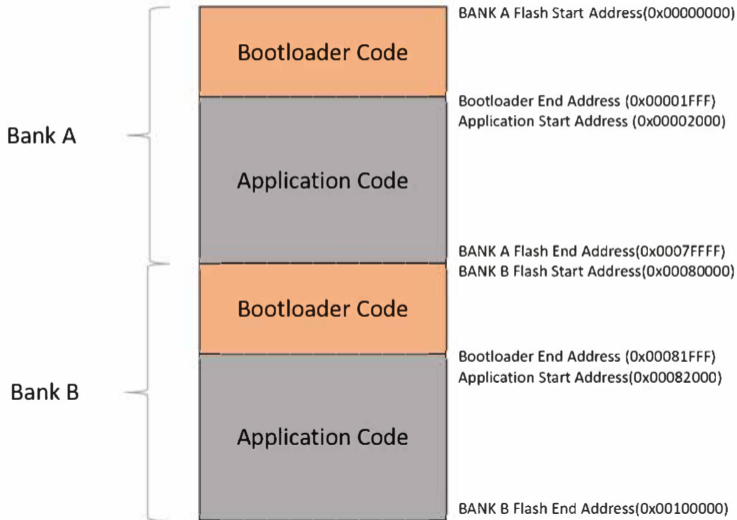 BANK A Flash Start Address(0x00000000)
Bootloader Code
Bootloader End Address (0x00001FFF)
Application Start Address (0x00002000)
Bank A
Application Code
BANK A Flash End Address(0x0007FFFF)
BANK B Flash Start Address(0x00080000)
Bootloader Code
Bootloader End Address (0x00081FFF)
Application Start Address(0x00082000)
Bank B
Application Code
BANK B Flash End Address(0x00100000)